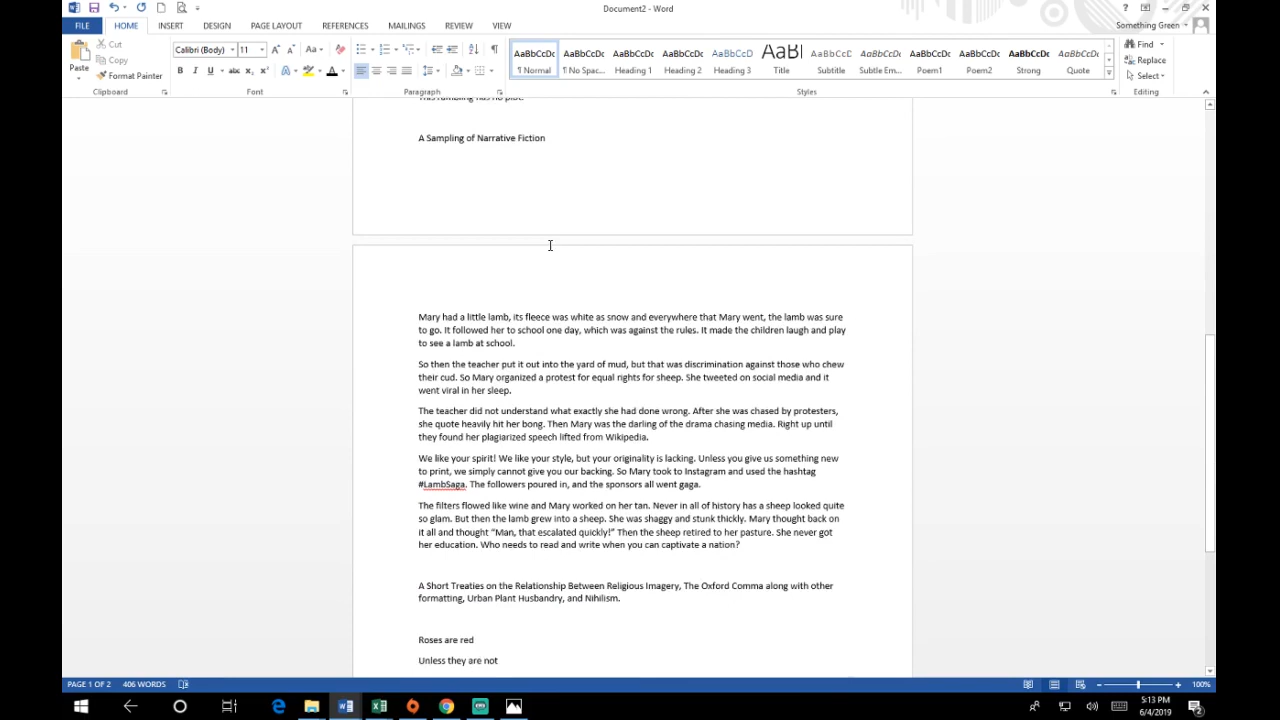 Document2 - Word
FILE HOME INSERT DESIGN PAGE LAYOUT REFERENCES MAILINGS REVIEW VIEW Something Green
Cut
Copy
Format Painter
Paste
Calibri (Body) 11
AaBbCcDc AaBbCcDc AaBbCcDc AaBbCcDc AaBbCcD AaBI AaBbCcD AaBbCcDc AaBbCcDc AaBbCcDc AaBbCcDc AaBbCcDc
¶ Normal ¶ No Spac... Heading 1 Heading 2 Heading 3 Title Subtitle Subtle Em... Poem1 Poem2 Strong Quote
Find
Replace
Select
Clipboard Font Paragraph Styles Editing
This rambling has no plot.
A Sampling of Narrative Fiction
Mary had a little lamb, its fleece was white as snow and everywhere that Mary went, the lamb was sure
to go. It followed her to school one day, which was against the rules. It made the children laugh and play
to see a lamb at school.
So then the teacher put it out into the yard of mud, but that was discrimination against those who chew
their cud. So Mary organized a protest for equal rights for sheep. She tweeted on social media and it
went viral in her sleep.
The teacher did not understand what exactly she had done wrong. After she was chased by protesters,
she quote heavily hit her bong. Then Mary was the darling of the drama chasing media. Right up until
they found her plagiarized speech lifted from Wikipedia.
We like your spirit! We like your style, but your originality is lacking. Unless you give us something new
to print, we simply cannot give you our backing. So Mary took to Instagram and used the hashtag
#LambSaga. The followers poured in, and the sponsors all went gaga.
The filters flowed like wine and Mary worked on her tan. Never in all of history has a sheep looked quite
so glam. But then the lamb grew into a sheep. She was shaggy and stunk thickly. Mary thought back on
it all and thought “Man, that escalated quickly!” Then the sheep retired to her pasture. She never got
her education. Who needs to read and write when you can captivate a nation?
A Short Treaties on the Relationship Between Religious Imagery, The Oxford Comma along with other
formatting, Urban Plant Husbandry, and Nihilism.
Roses are red
Unless they are not
PAGE 1 OF 2 406 WORDS 100%
5:13 PM
6/4/2019